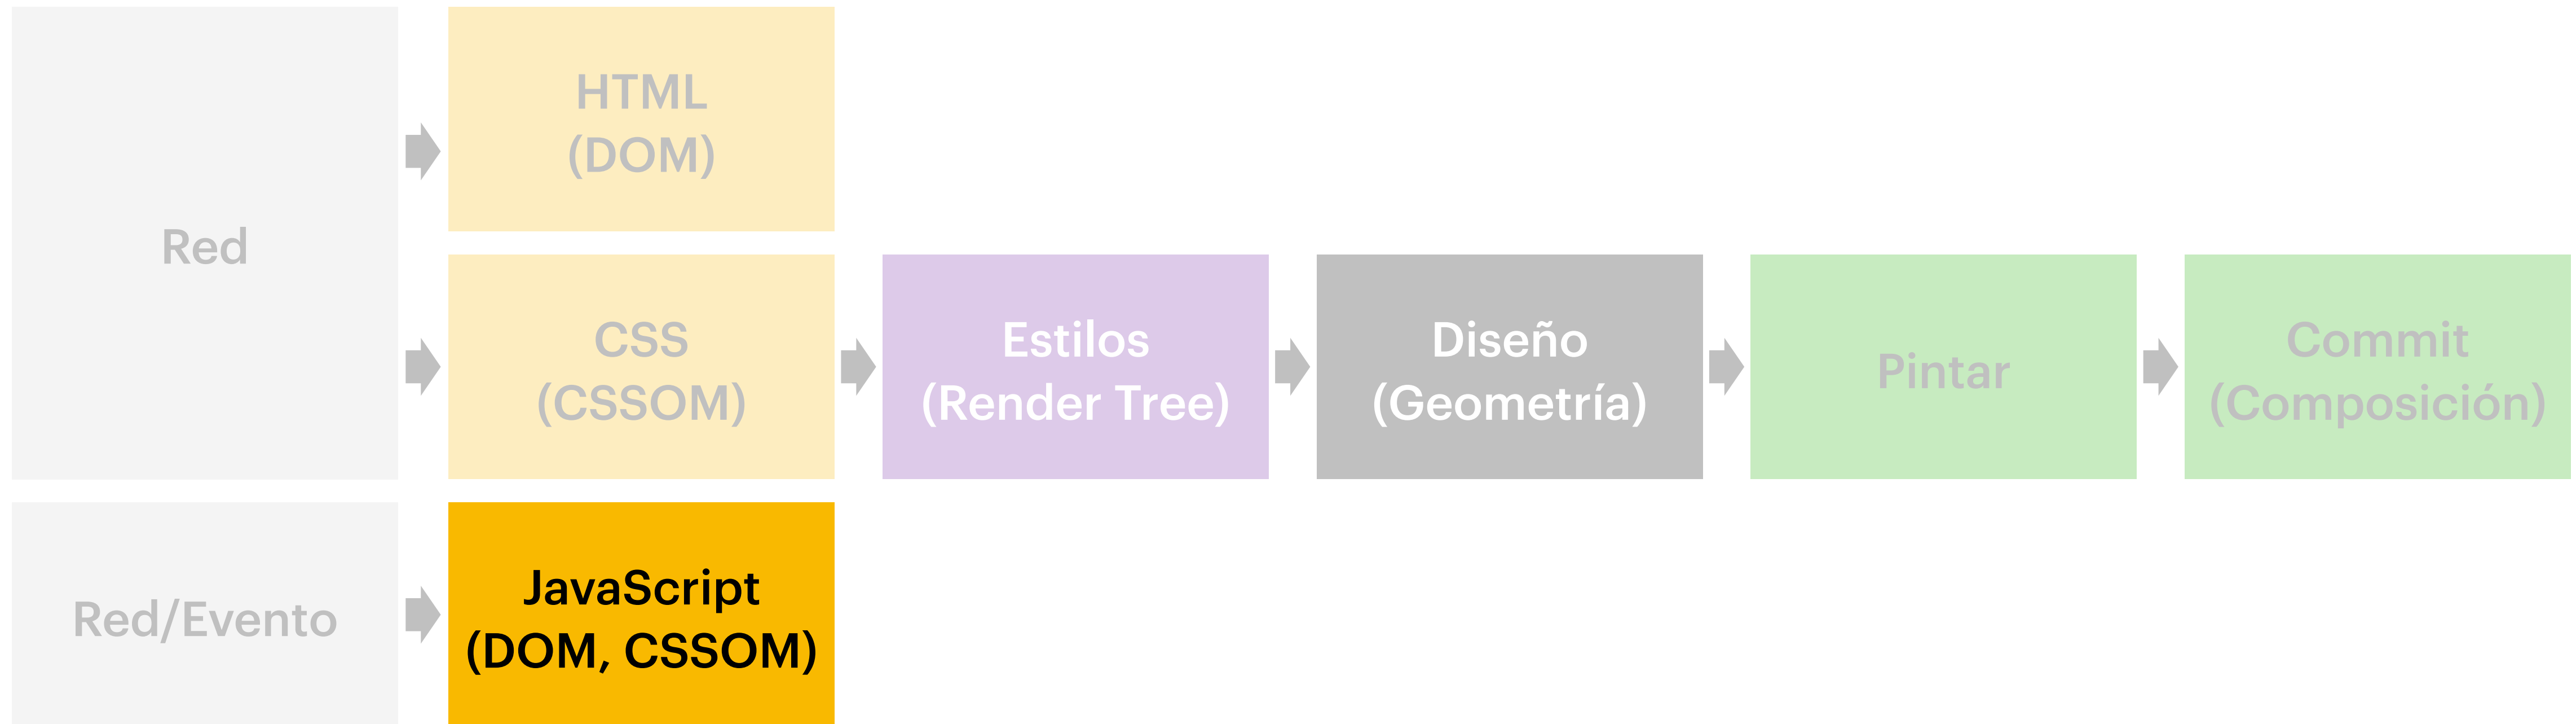 Red
HTML
(DOM)
CSS
(CSSOM)
Estilos
(Render Tree)
Diseño
(Geometría)
Pintar
Commit
(Composición)
Red/Evento
JavaScript
(DOM, CSSOM)